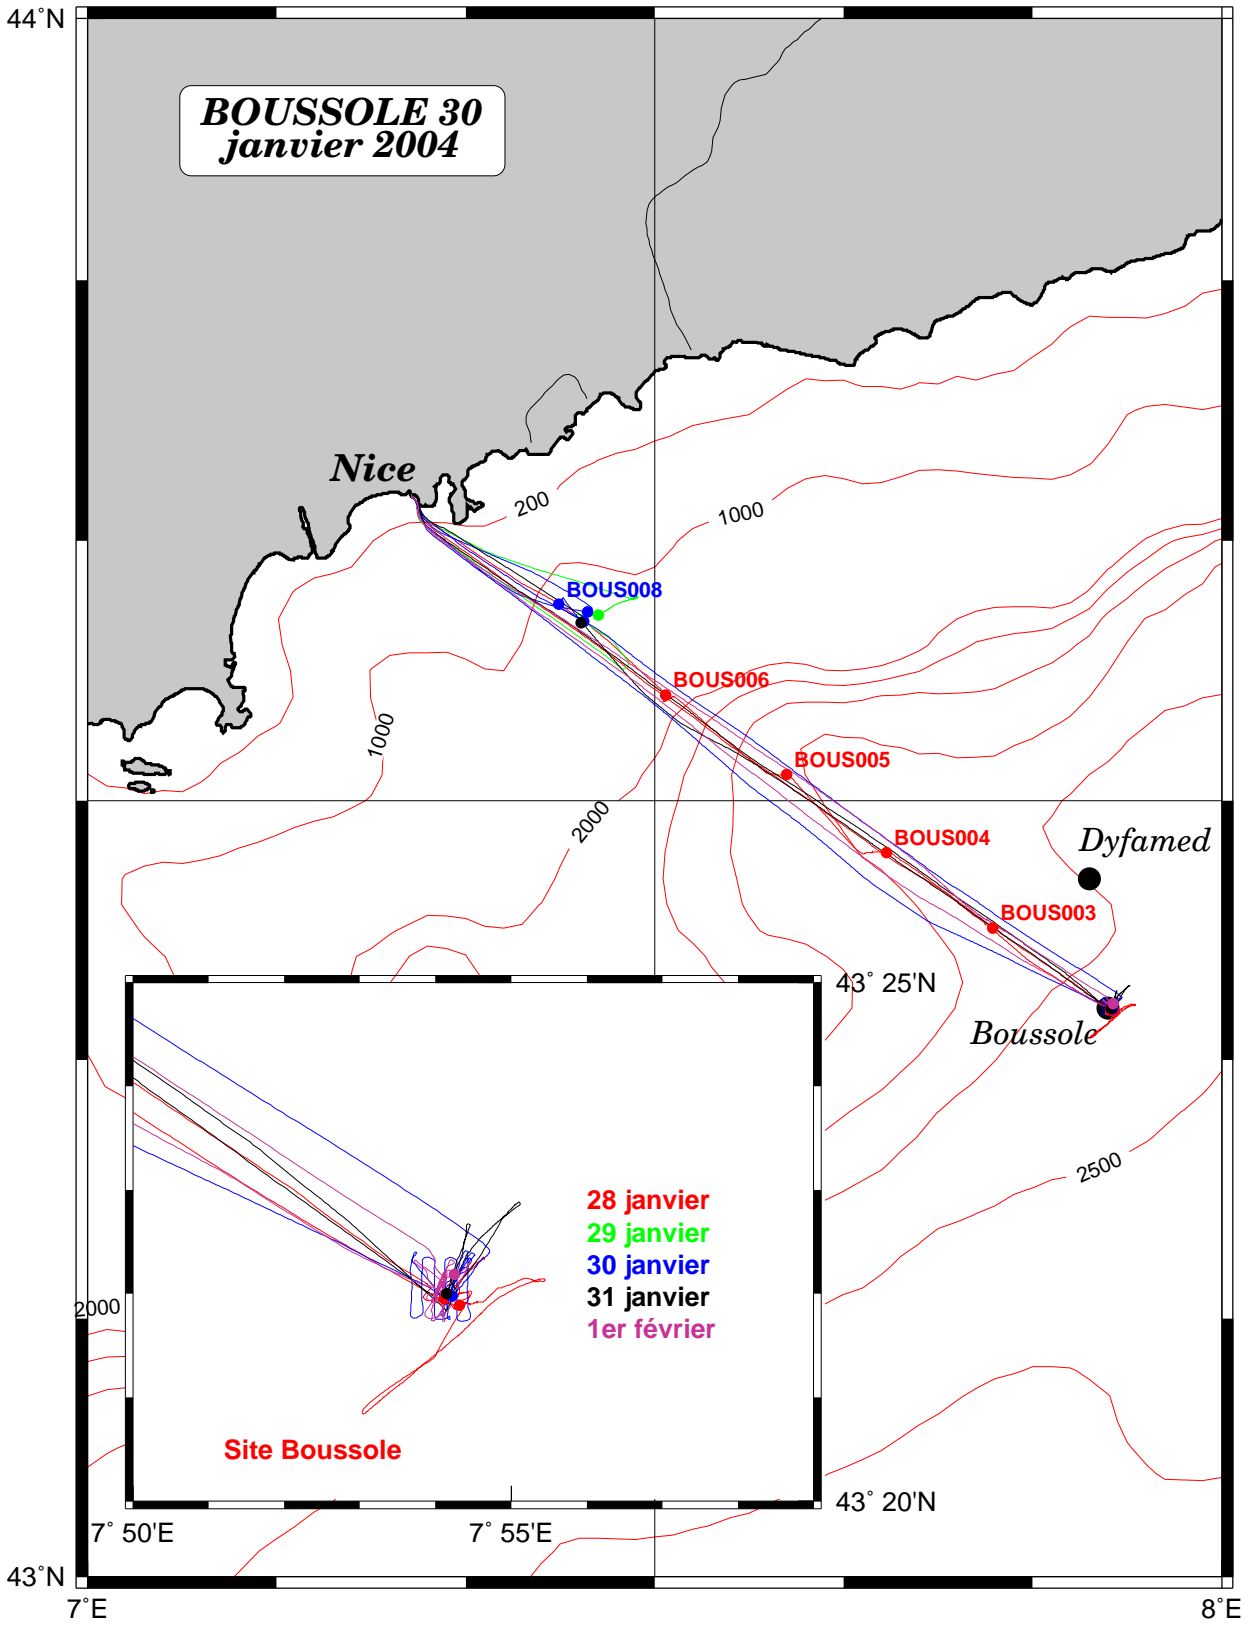 44°N
BOUSSOLE 30
janvier 2004
Nice
200
1000
BOUS008
BOUS006
1000
BOUS005
2000
BOUS004
Dyfamed
BOUS003
43° 25'N
Boussole
2500
28 janvier
29 janvier
30 janvier
31 janvier
1er février
2000
Site Boussole
43° 20'N
7° 50'E
7° 55'E
43°N
7°E
8°E